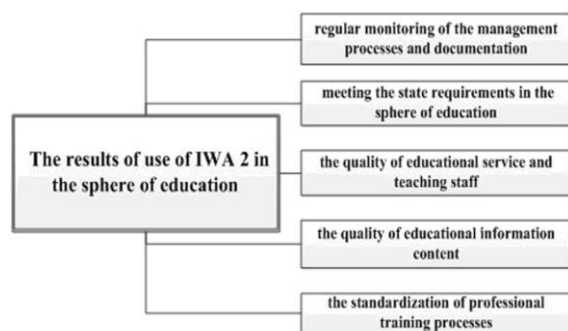 regular monitoring of the management
processes and documentation
meeting the state requirements in the
sphere of education
The results of use of IWA 2 in
the sphere of education
the quality of educational service and
teaching staff
the quality of educational information
content
the standardization of professional
training processes